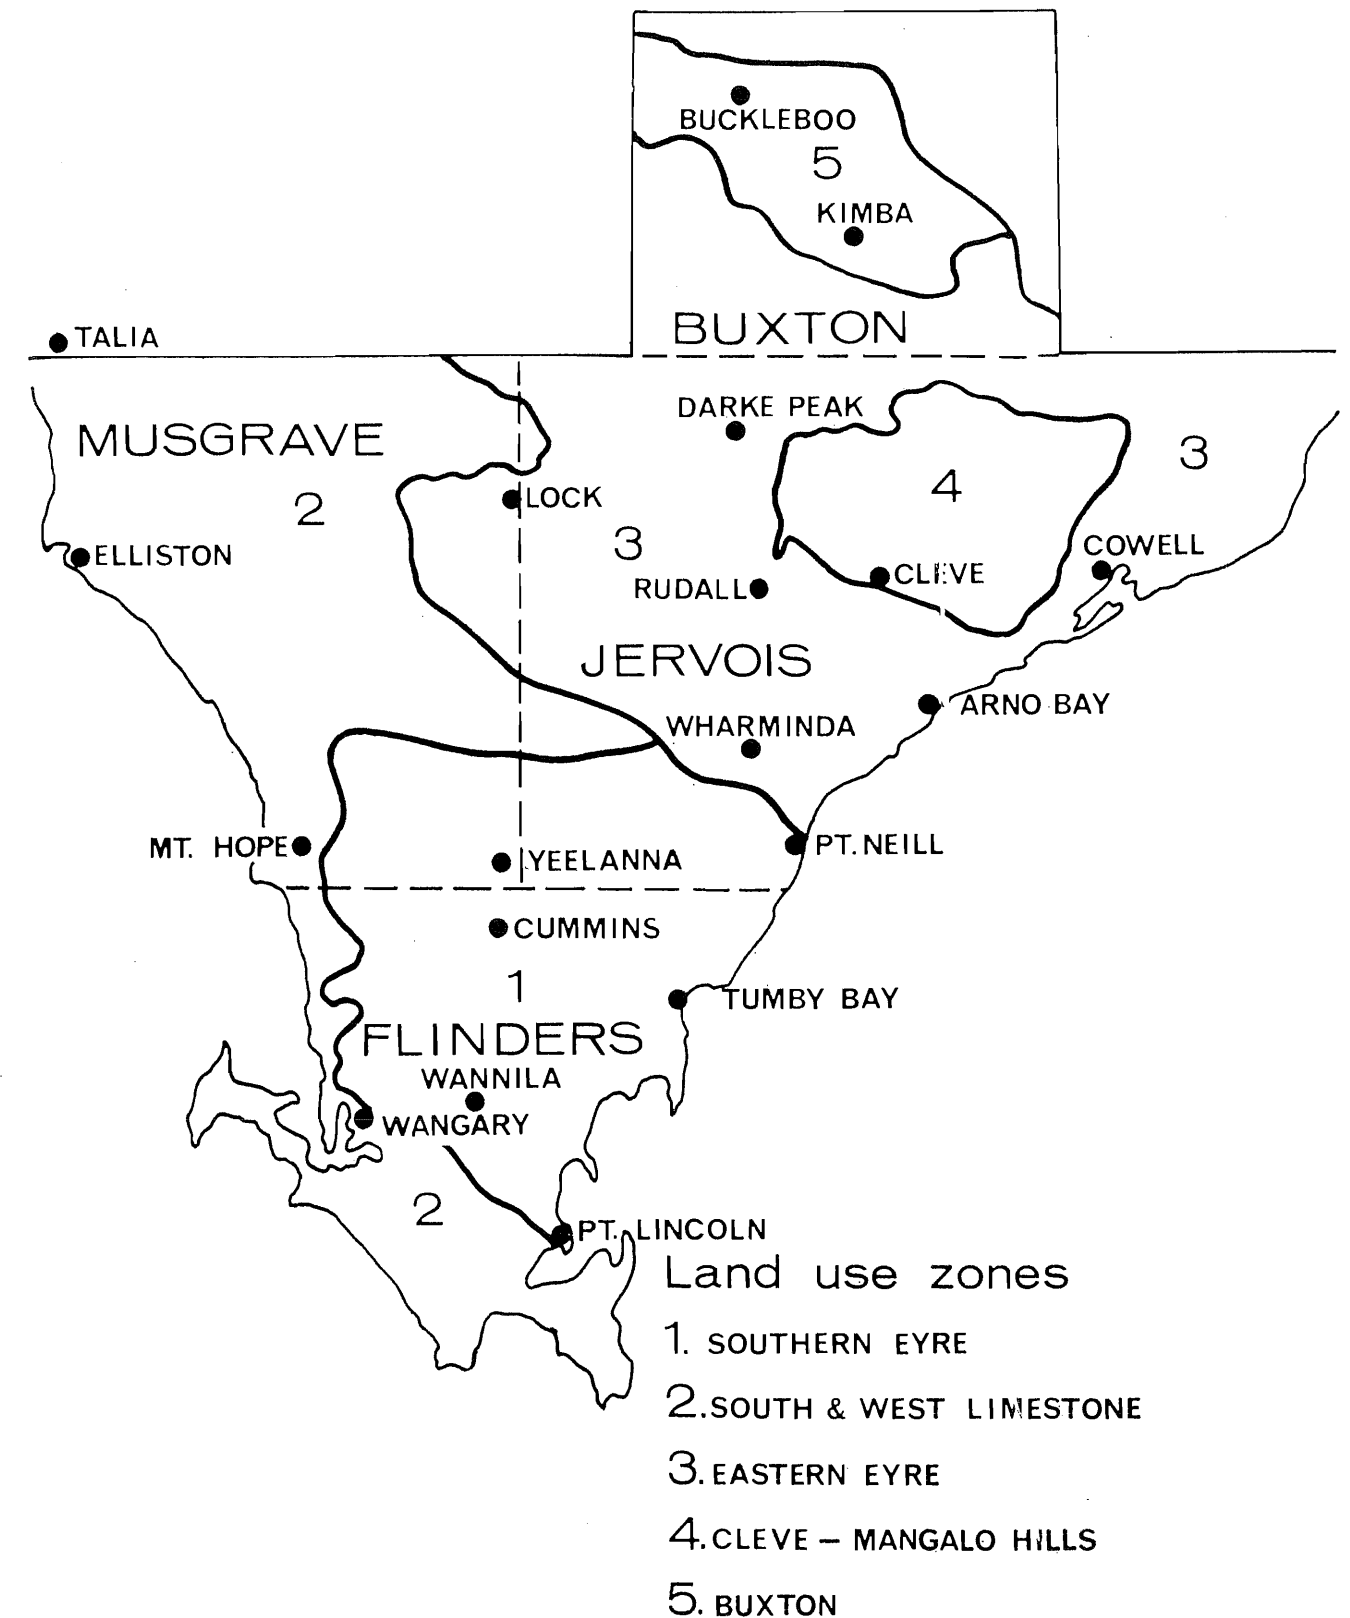 BUCKLEBOO
5
KIMBA
BUXTON
TALIA
DARKE PEAK
MUSGRAVE
3
4
2
LOCK
3
COWELL
ELLISTON
CLEVE
RUDALL
JERVOIS
ARNO BAY
WHARMINDA
MT. HOPE
PT. NEILL
YEELANNA
CUMMINS
1
TUMBY BAY
FLINDERS
WANNILA
WANGARY
2
PT. LINCOLN
Land use zones
1. SOUTHERN EYRE
2. SOUTH & WEST LIMESTONE
3. EASTERN EYRE
4. CLEVE – MANGALO HILLS
5. BUXTON